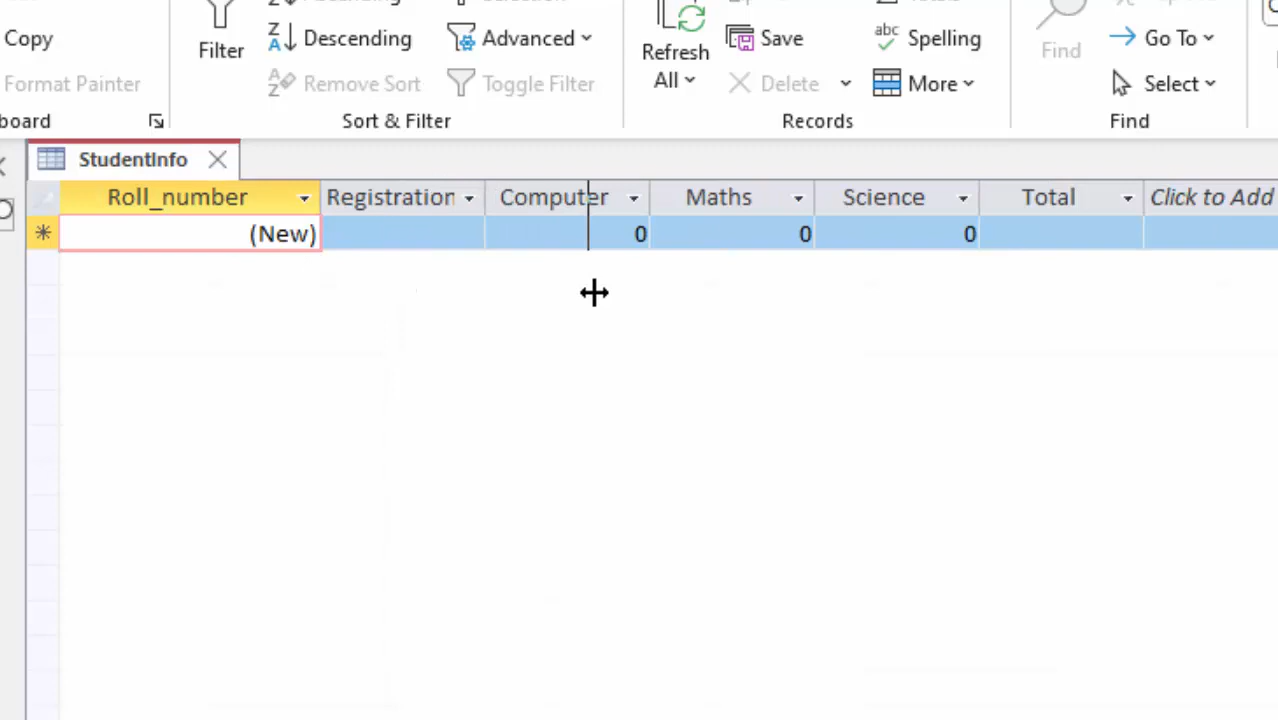 Copy
Format Painter
board
Filter
Descending
Remove Sort
Advanced
Toggle Filter
Sort & Filter
Refresh
All
Save
Delete
Spelling
More
Records
Find
Go To
Select
Find
StudentInfo
Roll_number Registration Computer Maths Science Total Click to Add
(New) 0 0 0